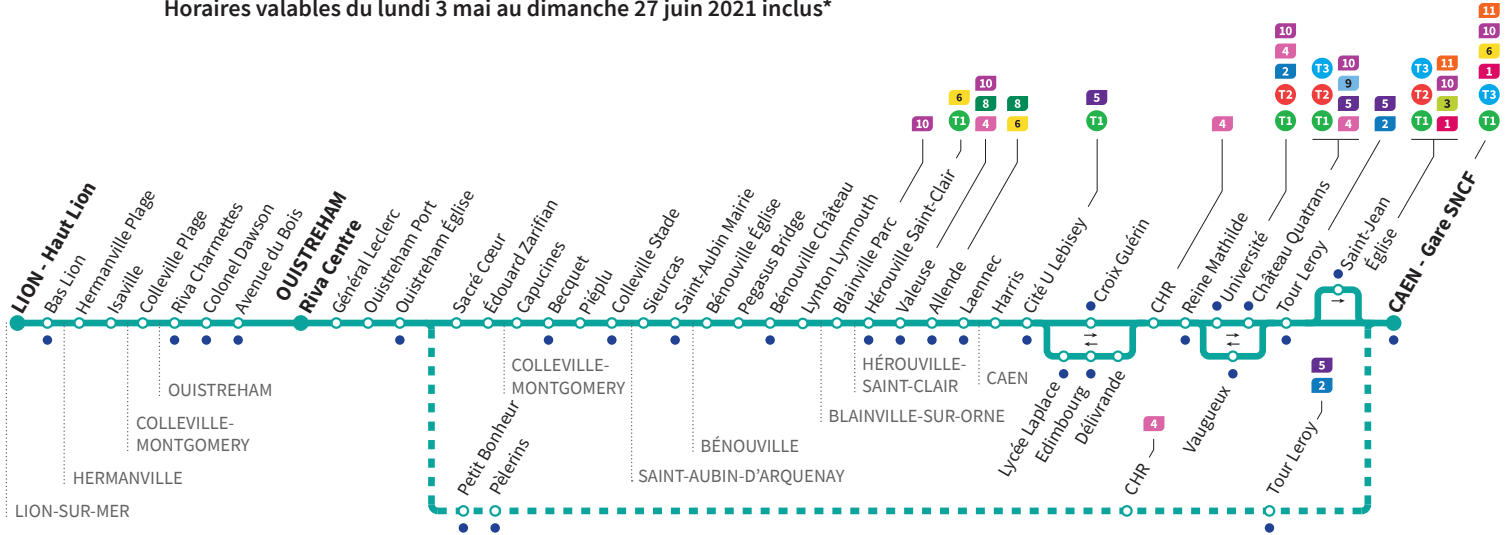 Horaires valables du lundi 3 mai au dimanche 27 juin 2021 inclus*
LION - Haut Lion
Bas Lion
Hermanville Plage
Isaville
Colleville Plage
Riva Charmettes
Colonel Dawson
Avenue du Bois
OUISTREHAM
Riva Centre
Général Leclerc
Ouistreham Port
Ouistreham Église
Sacré Cœur
Édouard Zarifian
Capucines
Becquet
Piéplu
Colleville Stade
Sieurcas
Saint-Aubin Mairie
Bénouville Église
Pegasus Bridge
Bénouville Château
Lynton Lynmouth
Blainville Parc
10
Hérouville Saint-Clair
6
T1
Valeuse
10
8
4
Allende
8
6
Laennec
Harris
Cité U Lebisey
5
T1
Croix Guérin
CHR
4
Reine Mathilde
Université
10
4
2
T2
T1
Château Quatrans
T3
T2
T1
10
9
5
4
Tour Leroy
5
2
Saint-Jean
Église
T3
T2
T1
11
10
3
1
CAEN - Gare SNCF
11
10
6
1
T3
T1
Lycée Laplace
Edimbourg
Délivrande
Vaugueux
Petit Bonheur
Pèlerins
CHR
4
Tour Leroy
5
2
LION-SUR-MER
HERMANVILLE
COLLEVILLE-
MONTGOMERY
OUISTREHAM
COLLEVILLE-
MONTGOMERY
SAINT-AUBIN-D'ARQUENAY
BÉNOUVILLE
BLAINVILLE-SUR-ORNE
HÉROUVILLE-
SAINT-CLAIR
CAEN